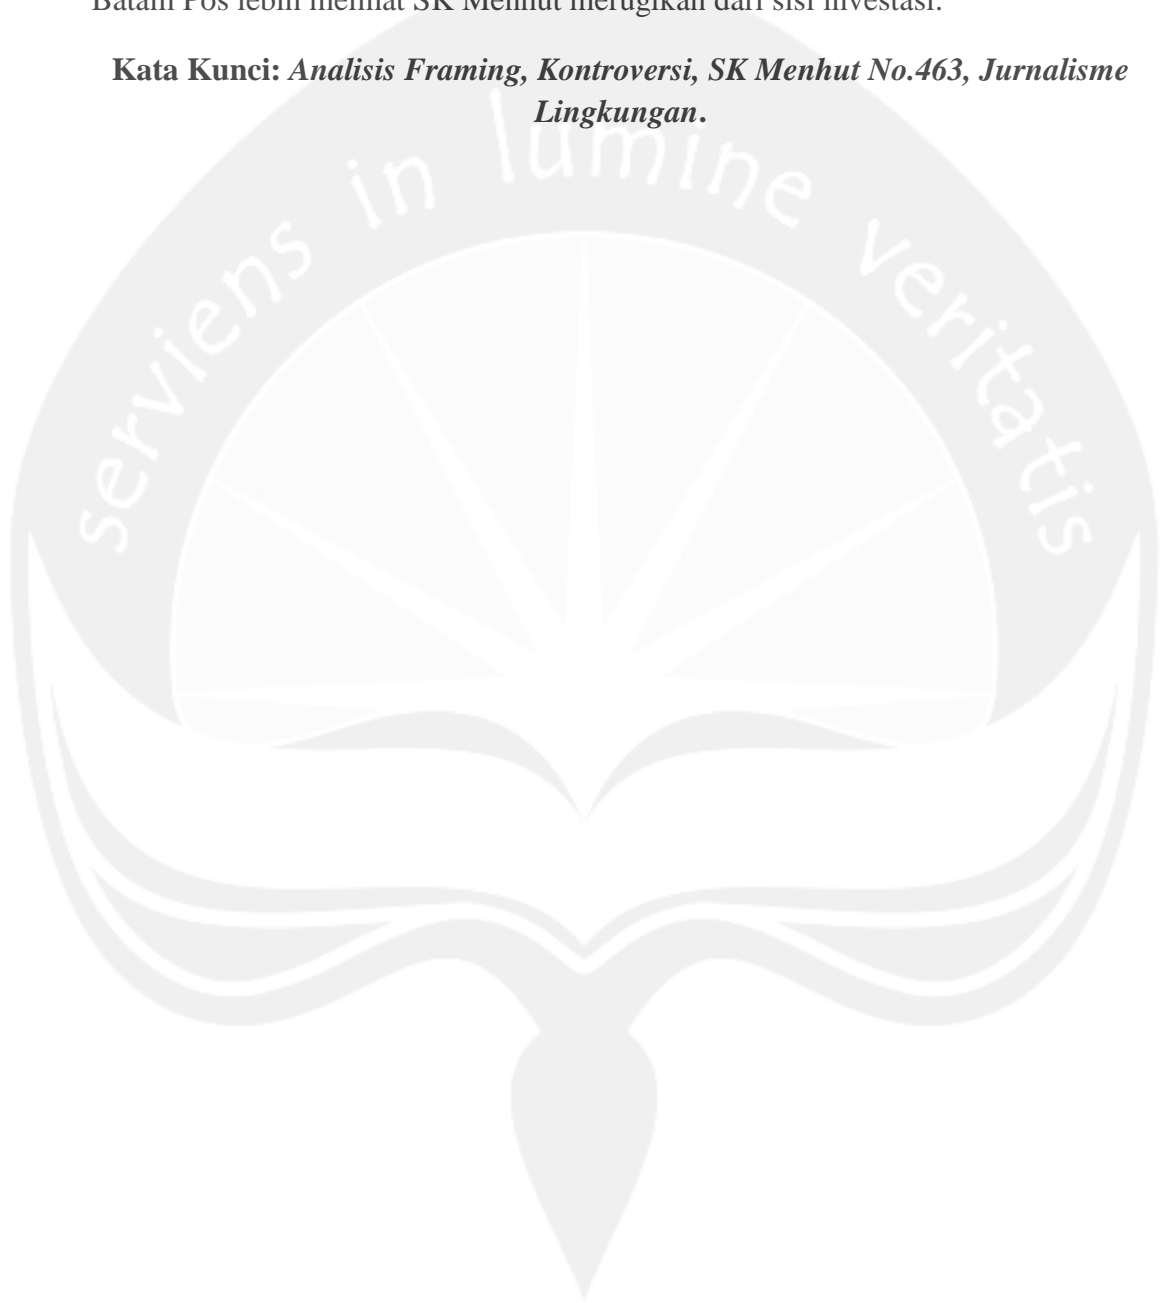 Batam Pos lebih melihat SK Menhut merugikan dari sisi investasi.
Kata Kunci: Analisis Framing, Kontroversi, SK Menhut No.463, Jurnalisme
Lingkungan.
serviens in lumine veritatis